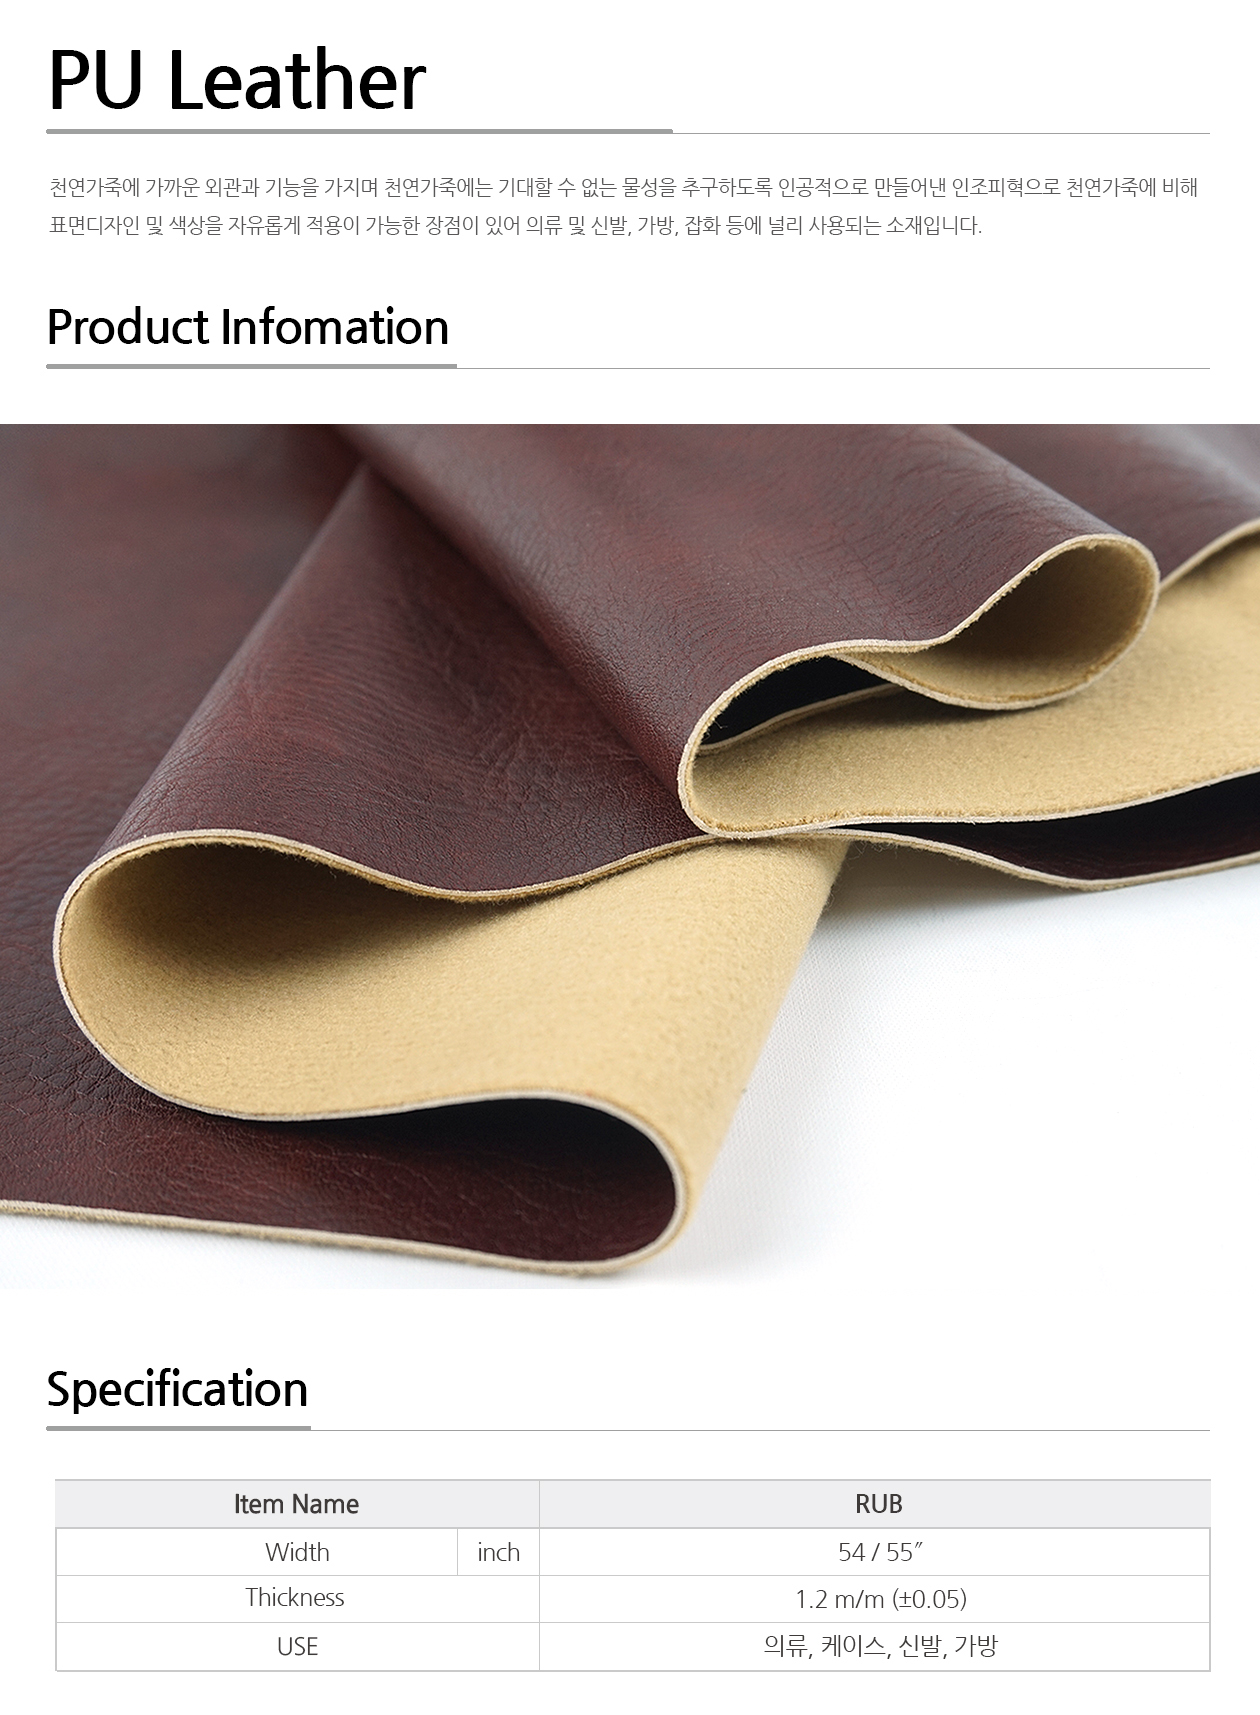 PU Leather
천연가죽에 가까운 외관과 기능을 가지며 천연가죽에는 기대할 수 없는 물성을 추구하도록 인공적으로 만들어낸 인조피혁으로 천연가죽에 비해
표면디자인 및 색상을 자유롭게 적용이 가능한 장점이 있어 의류 및 신발, 가방, 잡화 등에 널리 사용되는 소재입니다.
Product Infomation
Specification
Item Name RUB
Width inch 54 / 55″
Thickness 1.2 m/m (±0.05)
USE 의류, 케이스, 신발, 가방